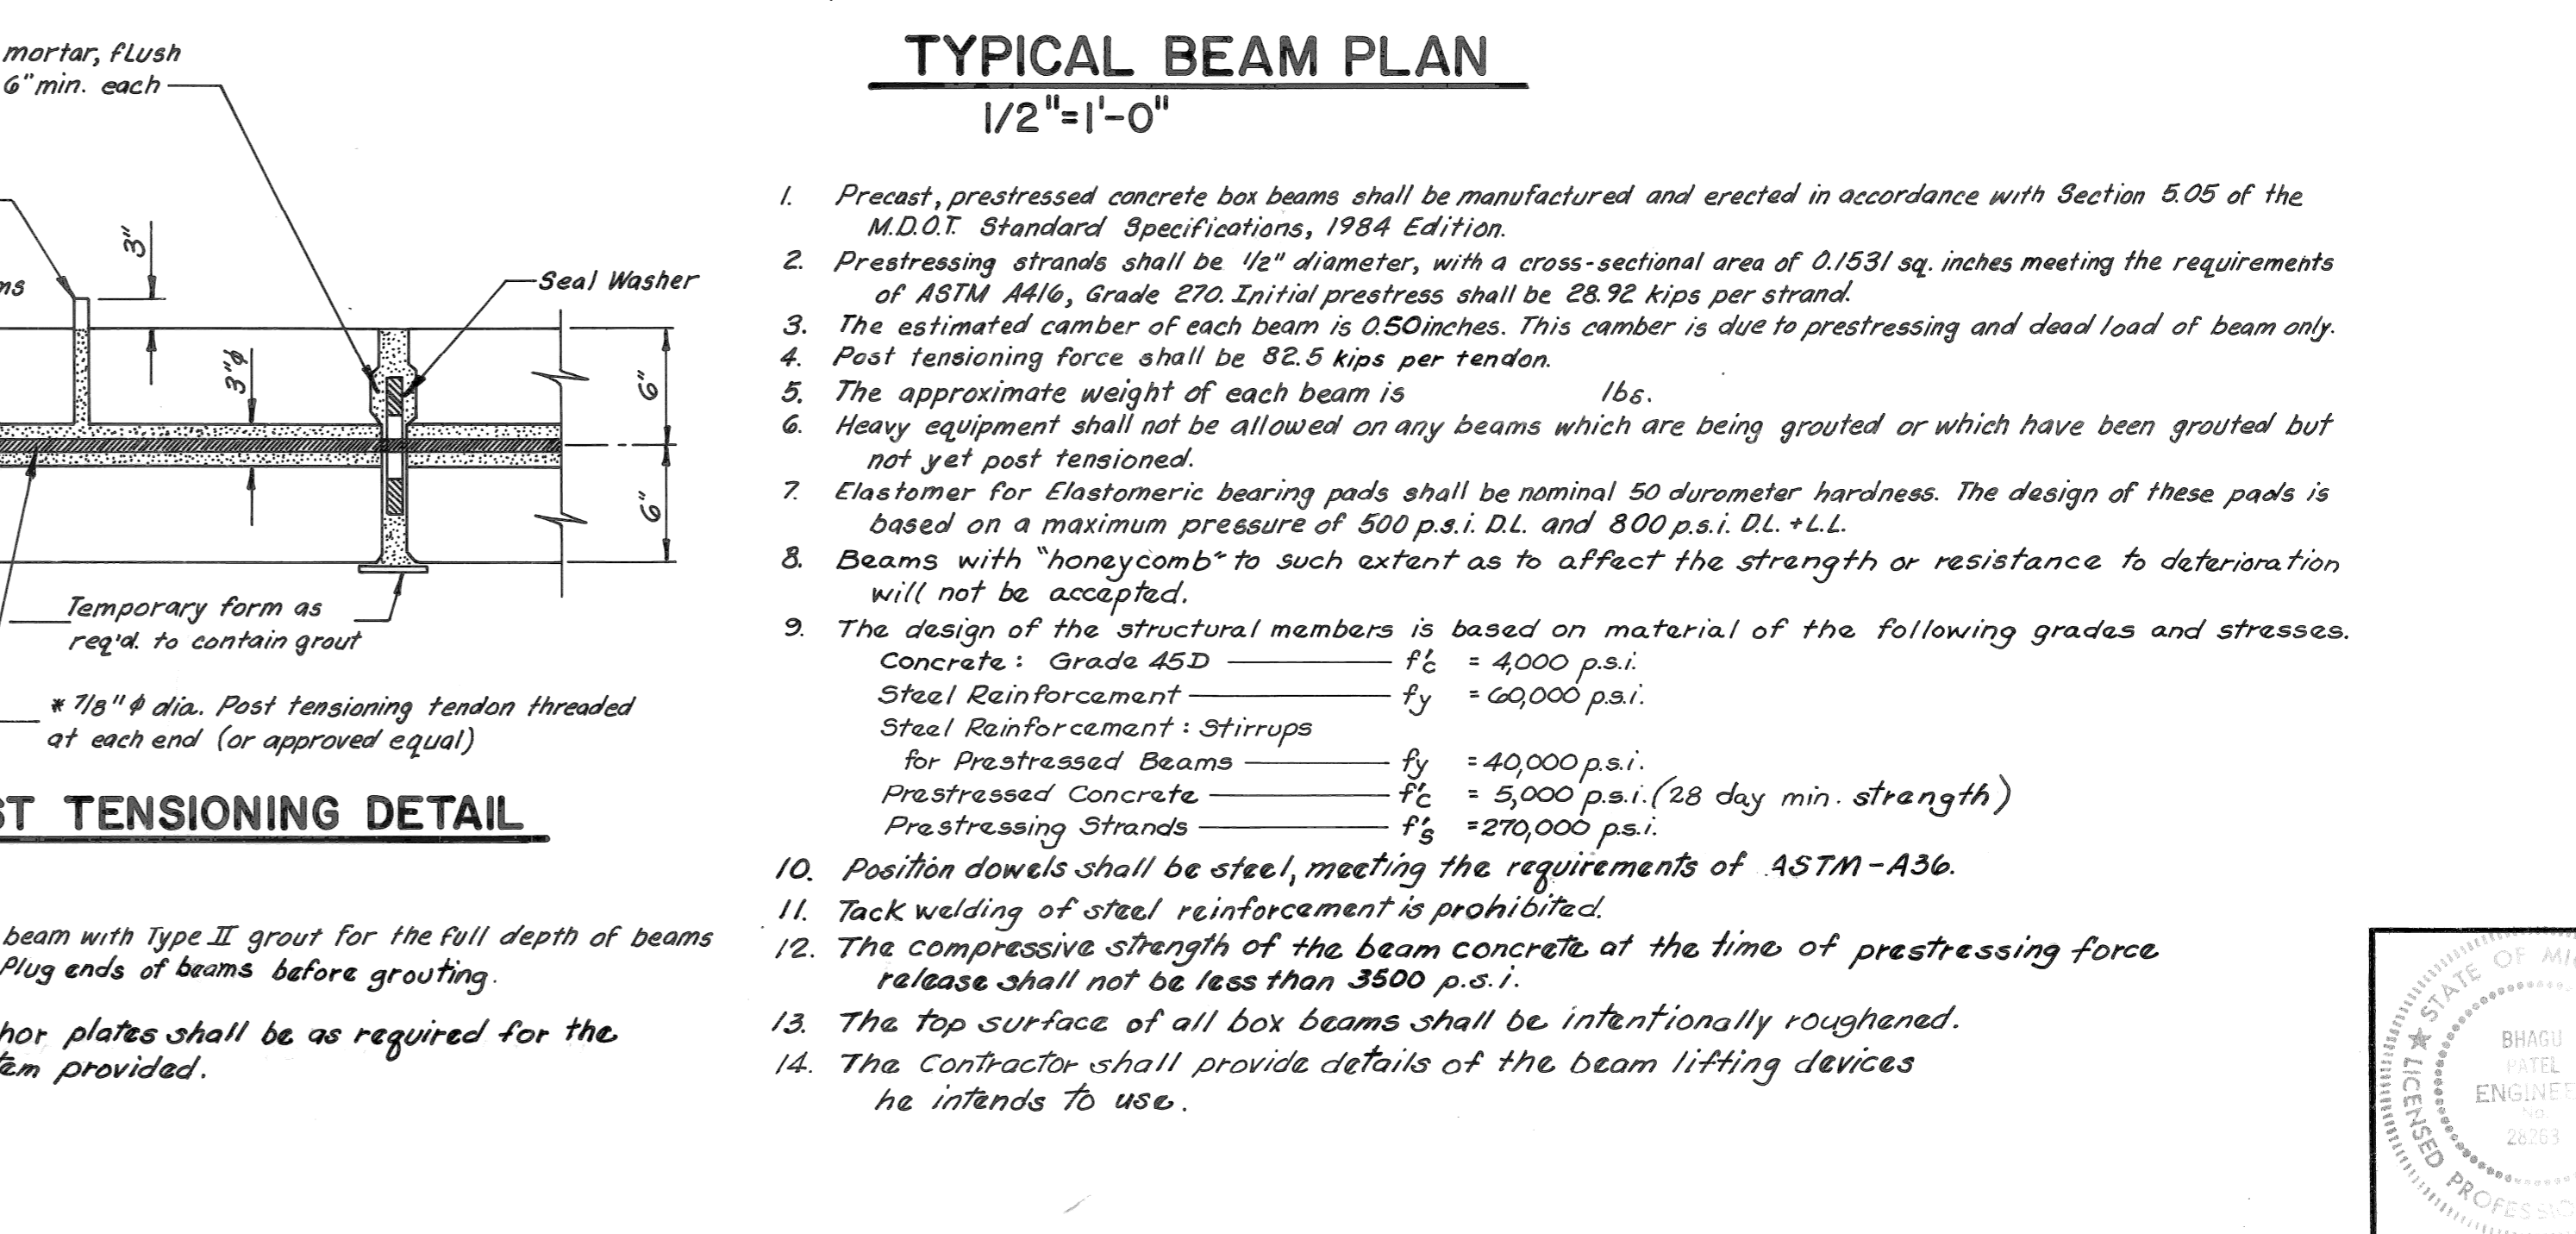 mortar, flush
6" min. each
3"
ms
3"ϕ
Seal Washer
6"
6"
Temporary form as
req'd. to contain grout
* 7/8" ϕ dia. Post tensioning tendon threaded
at each end (or approved equal)
ST TENSIONING DETAIL
beam with Type II grout for the full depth of beams
Plug ends of beams before grouting.
hor plates shall be as required for the
tem provided.
TYPICAL BEAM PLAN
1/2"=1'-0"
1. Precast, prestressed concrete box beams shall be manufactured and erected in accordance with Section 5.05 of the
M.D.O.T. Standard Specifications, 1984 Edition.
2. Prestressing strands shall be 1/2" diameter, with a cross-sectional area of 0.1531 sq. inches meeting the requirements
of ASTM A416, Grade 270. Initial prestress shall be 28.92 kips per strand.
3. The estimated camber of each beam is 0.50 inches. This camber is due to prestressing and dead load of beam only.
4. Post tensioning force shall be 82.5 kips per tendon.
5. The approximate weight of each beam is lbs.
6. Heavy equipment shall not be allowed on any beams which are being grouted or which have been grouted but
not yet post tensioned.
7. Elastomer for Elastomeric bearing pads shall be nominal 50 durometer hardness. The design of these pads is
based on a maximum pressure of 500 p.s.i. D.L. and 800 p.s.i. D.L. + L.L.
8. Beams with "honeycomb" to such extent as to affect the strength or resistance to deterioration
will not be accepted.
9. The design of the structural members is based on material of the following grades and stresses.
Concrete: Grade 45D f'c = 4,000 p.s.i.
Steel Reinforcement fy = 60,000 p.s.i.
Steel Reinforcement: Stirrups
for Prestressed Beams fy = 40,000 p.s.i.
Prestressed Concrete f'c = 5,000 p.s.i. (28 day min. strength)
Prestressing Strands f's = 270,000 p.s.i.
10. Position dowels shall be steel, meeting the requirements of ASTM-A36.
11. Tack welding of steel reinforcement is prohibited.
12. The compressive strength of the beam concrete at the time of prestressing force
release shall not be less than 3500 p.s.i.
13. The top surface of all box beams shall be intentionally roughened.
14. The Contractor shall provide details of the beam lifting devices
he intends to use.
STATE OF MI
BHAGU
PATEL
ENGINEE
No.
28263
LICENSED PROFESSIO